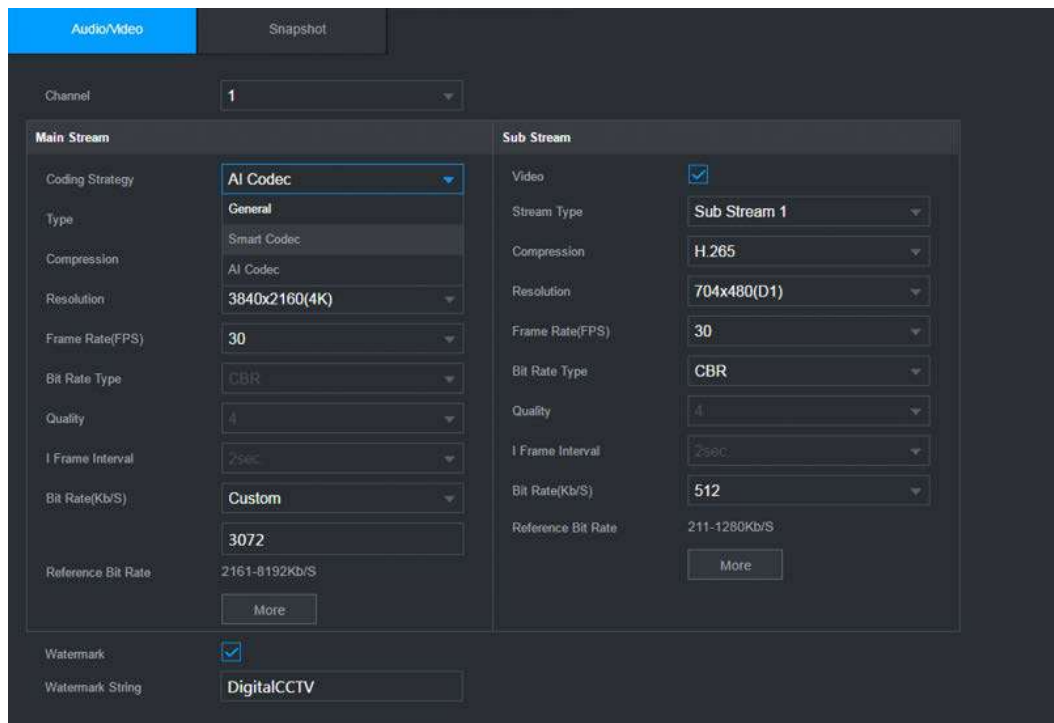 Audio/Video Snapshot
Channel 1
Main Stream
Coding Strategy AI Codec
General
Type
Smart Codec
Compression
AI Codec
Resolution 3840x2160(4K)
Frame Rate(FPS) 30
Bit Rate Type CBR
Quality 4
I Frame Interval 2sec.
Bit Rate(Kb/S) Custom
3072
Reference Bit Rate 2161-8192Kb/S
More
Sub Stream
Video
Stream Type Sub Stream 1
Compression H.265
Resolution 704x480(D1)
Frame Rate(FPS) 30
Bit Rate Type CBR
Quality 4
I Frame Interval 2sec.
Bit Rate(Kb/S) 512
Reference Bit Rate 211-1280Kb/S
More
Watermark
Watermark String DigitalCCTV